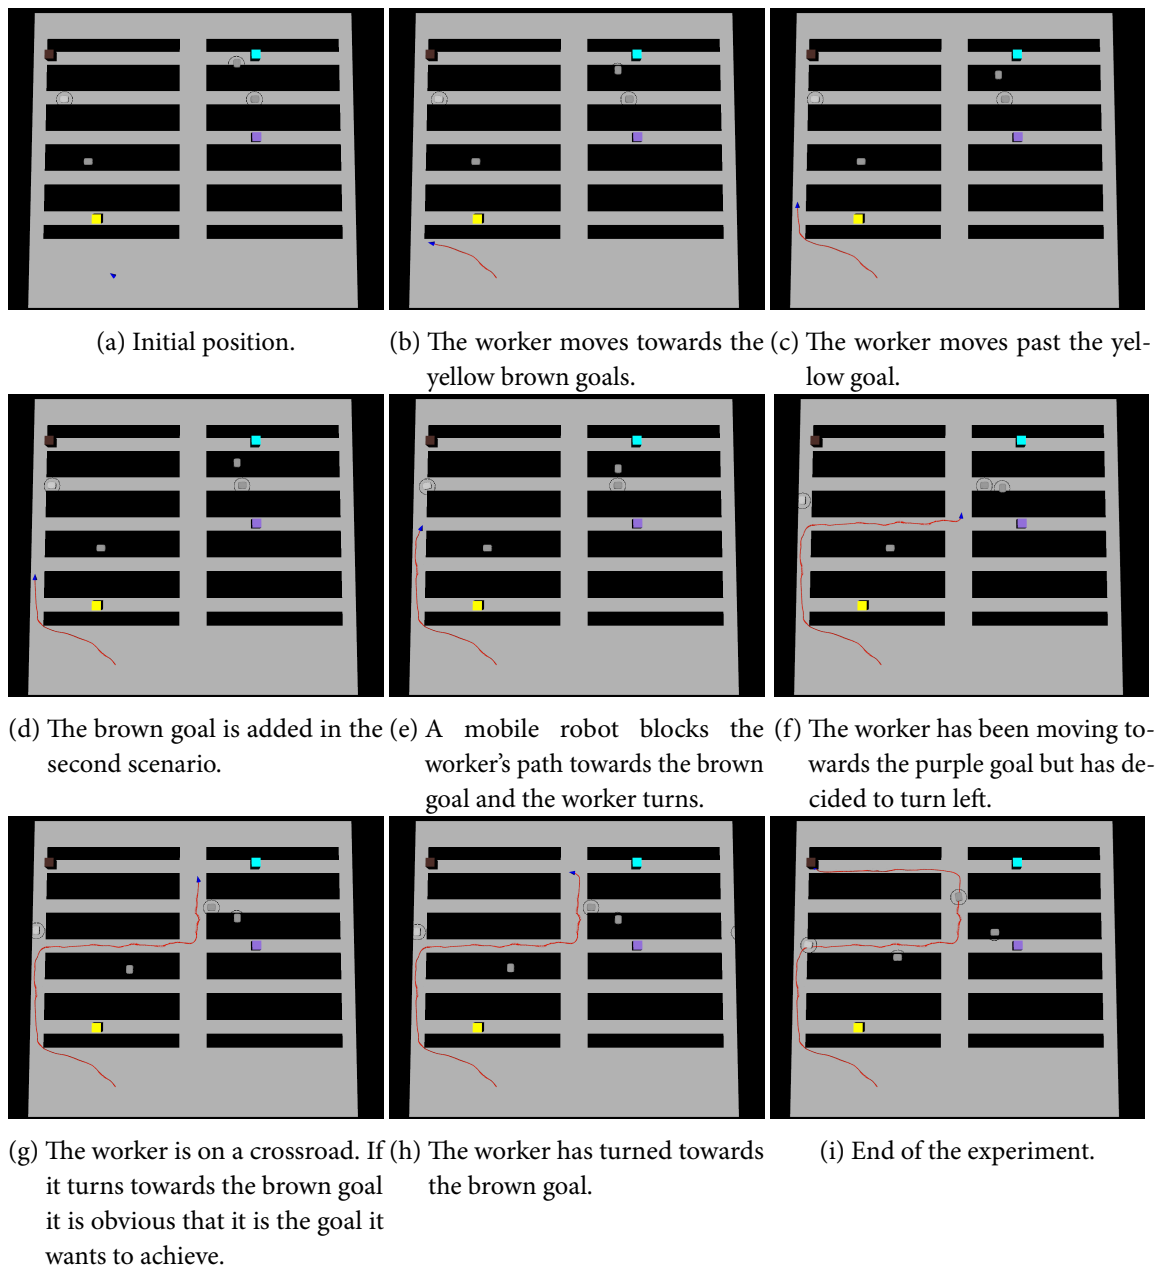 (a) Initial position.
(b) The worker moves towards the
yellow brown goals.
(c) The worker moves past the yel-
low goal.
(d) The brown goal is added in the
second scenario.
(e) A mobile robot blocks the
worker's path towards the brown
goal and the worker turns.
(f) The worker has been moving to-
wards the purple goal but has de-
cided to turn left.
(g) The worker is on a crossroad. If
it turns towards the brown goal
it is obvious that it is the goal it
wants to achieve.
(h) The worker has turned towards
the brown goal.
(i) End of the experiment.